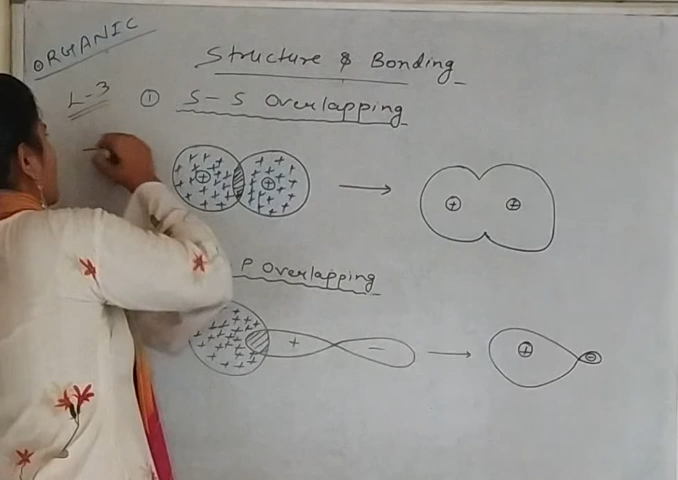 ORGANIC
Structure & Bonding
L-3
① S-S Overlapping
P Overlapping
+ -